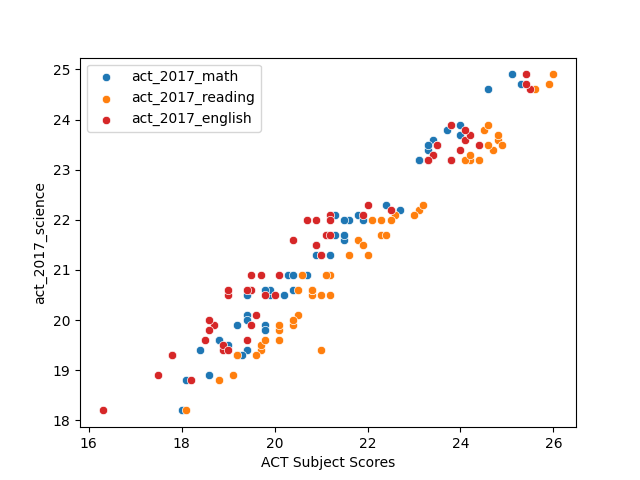 act_2017_math
act_2017_reading
act_2017_english
25
24
23
22
21
20
19
18
act_2017_science
16
18
20
22
24
26
ACT Subject Scores